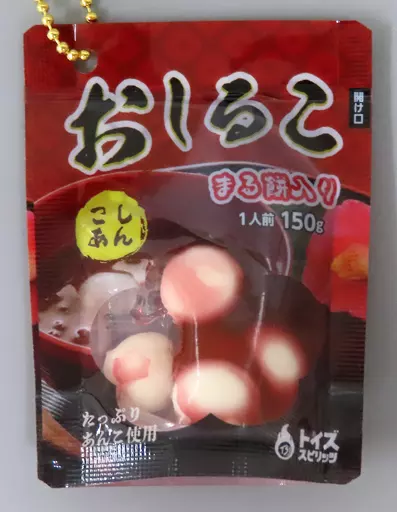 おしるこ
開け口
まる餅入り
1人前 150g
こし
あん
たっぷり
あんこ使用
TS
トイズ
スピリッツ